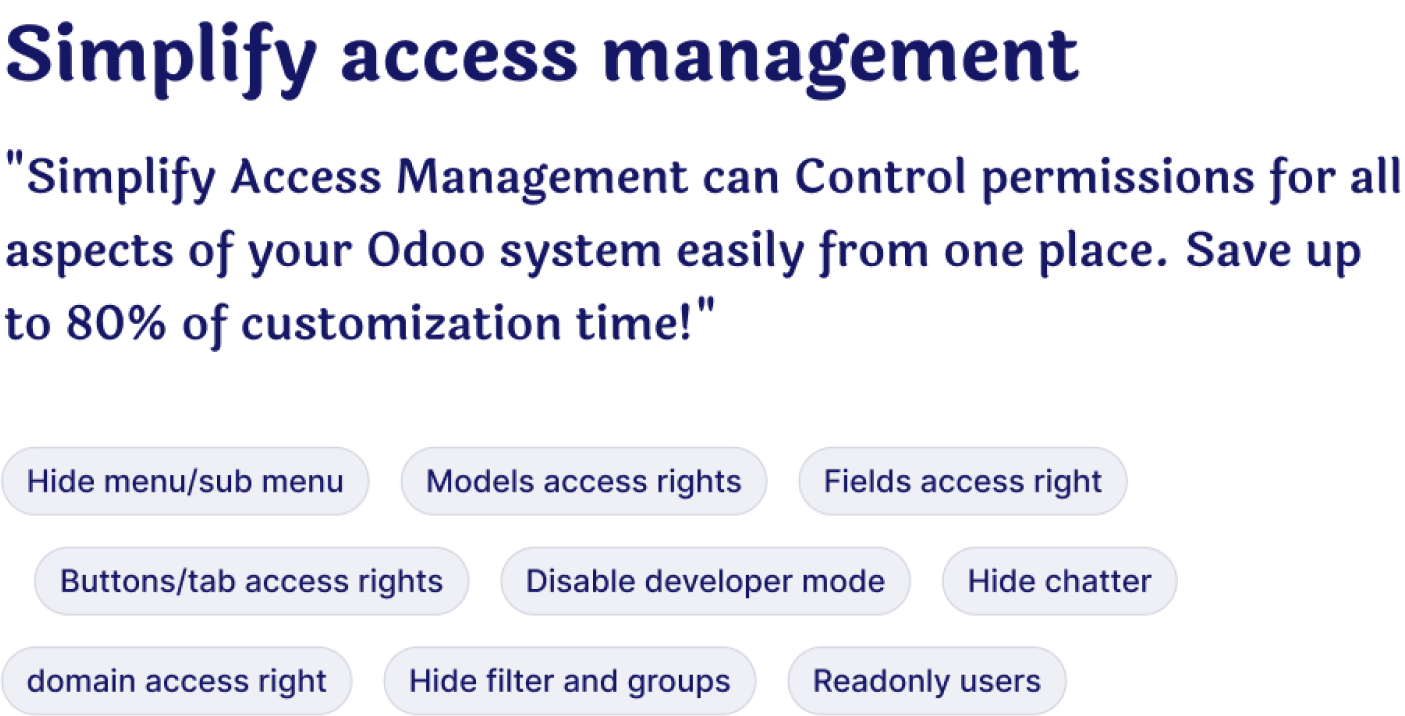 Simplify access management
"Simplify Access Management can Control permissions for all
aspects of your Odoo system easily from one place. Save up
to 80% of customization time!"
Hide menu/sub menu
Models access rights
Fields access right
Buttons/tab access rights
Disable developer mode
Hide chatter
domain access right
Hide filter and groups
Readonly users